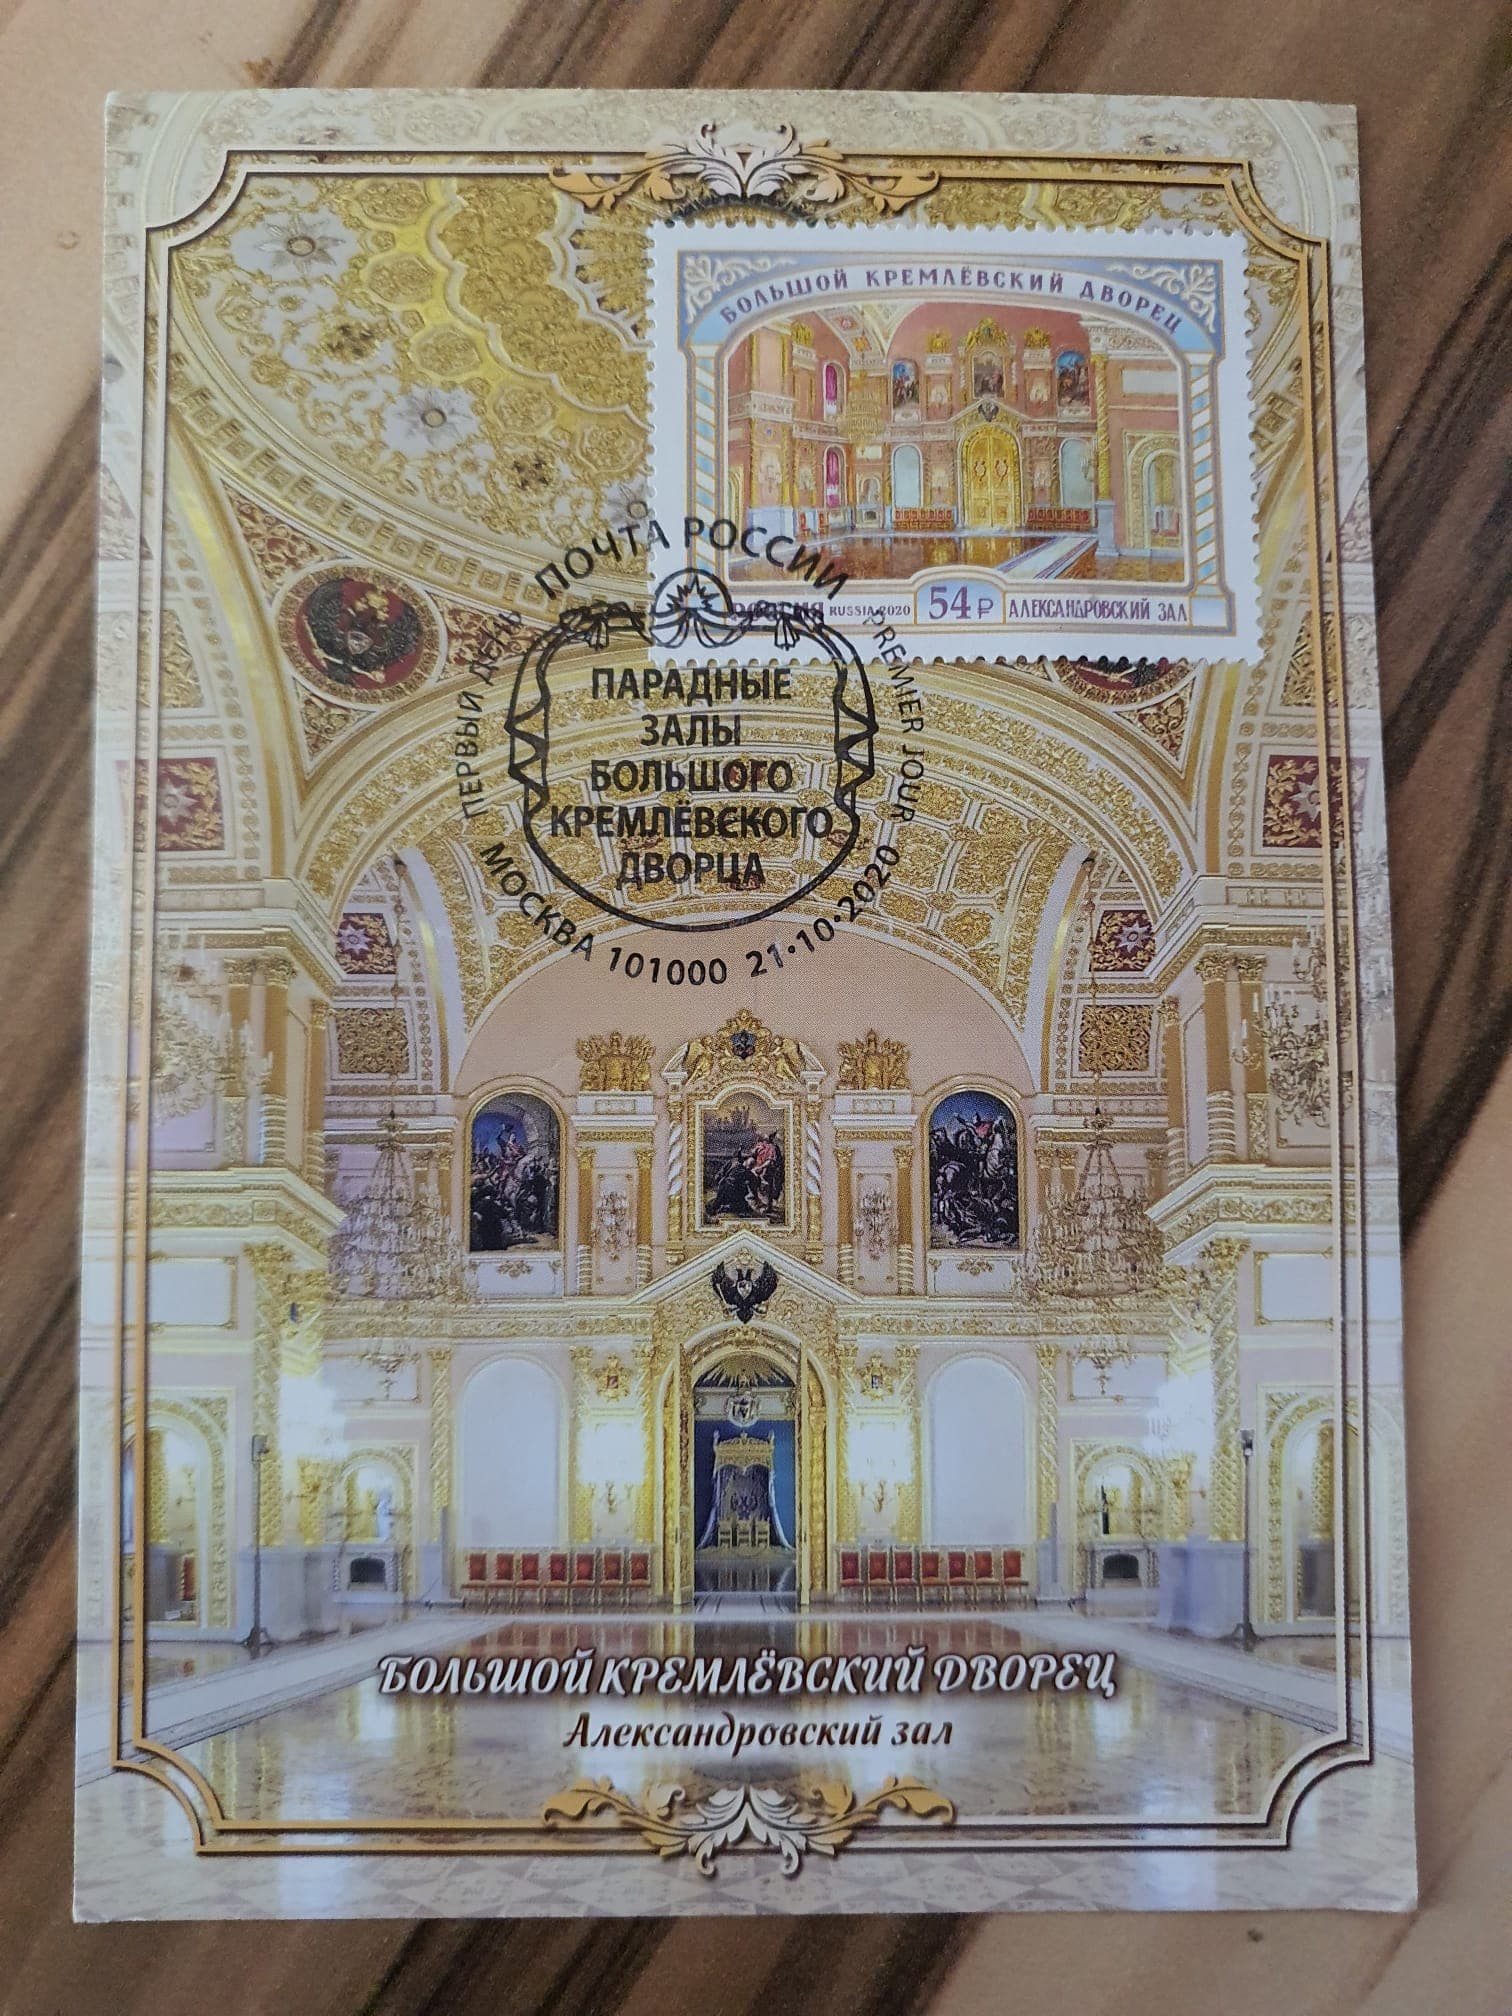 БОЛЬШОЙ КРЕМЛЁВСКИЙ ДВОРЕЦ
РОССИЯ RUSSIA 2020 54₽ АЛЕКСАНДРОВСКИЙ ЗАЛ
ПОЧТА РОССИИ
ПЕРВЫЙ ДЕНЬ
PREMIER JOUR
ПАРАДНЫЕ
ЗАЛЫ
БОЛЬШОГО
КРЕМЛЁВСКОГО
ДВОРЦА
МОСКВА 101000 21•10•2020
БОЛЬШОЙ КРЕМЛЁВСКИЙ ДВОРЕЦ
Александровский зал